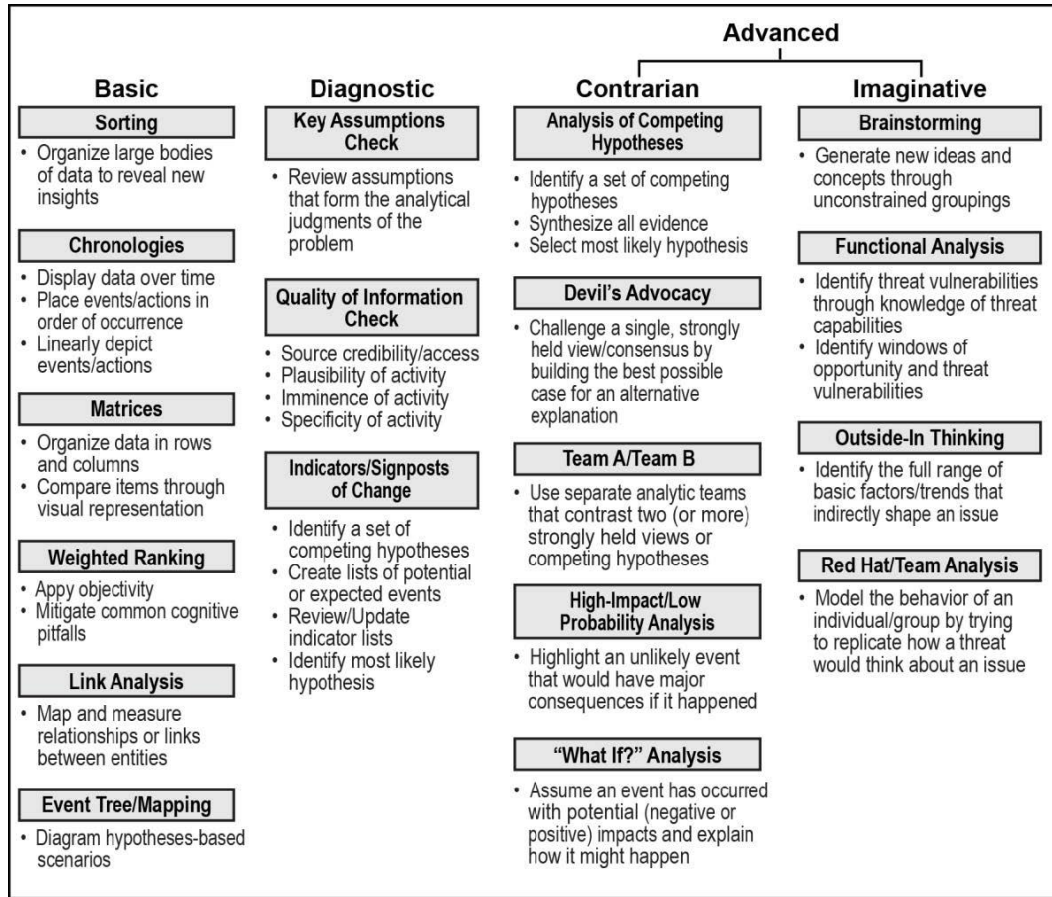 Advanced
Basic
Sorting
• Organize large bodies
of data to reveal new
insights
Chronologies
• Display data over time
• Place events/actions in
order of occurrence
• Linearly depict
events/actions
Matrices
• Organize data in rows
and columns
• Compare items through
visual representation
Weighted Ranking
• Appy objectivity
• Mitigate common cognitive
pitfalls
Link Analysis
• Map and measure
relationships or links
between entities
Event Tree/Mapping
• Diagram hypotheses-based
scenarios
Diagnostic
Key Assumptions
Check
• Review assumptions
that form the analytical
judgments of the
problem
Quality of Information
Check
• Source credibility/access
• Plausibility of activity
• Imminence of activity
• Specificity of activity
Indicators/Signposts
of Change
• Identify a set of
competing hypotheses
• Create lists of potential
or expected events
• Review/Update
indicator lists
• Identify most likely
hypothesis
Contrarian
Analysis of Competing
Hypotheses
• Identify a set of competing
hypotheses
• Synthesize all evidence
• Select most likely hypothesis
Devil's Advocacy
• Challenge a single, strongly
held view/consensus by
building the best possible
case for an alternative
explanation
Team A/Team B
• Use separate analytic teams
that contrast two (or more)
strongly held views or
competing hypotheses
High-Impact/Low
Probability Analysis
• Highlight an unlikely event
that would have major
consequences if it happened
“What If?” Analysis
• Assume an event has occurred
with potential (negative or
positive) impacts and explain
how it might happen
Imaginative
Brainstorming
• Generate new ideas and
concepts through
unconstrained groupings
Functional Analysis
• Identify threat vulnerabilities
through knowledge of threat
capabilities
• Identify windows of
opportunity and threat
vulnerabilities
Outside-In Thinking
• Identify the full range of
basic factors/trends that
indirectly shape an issue
Red Hat/Team Analysis
• Model the behavior of an
individual/group by trying
to replicate how a threat
would think about an issue